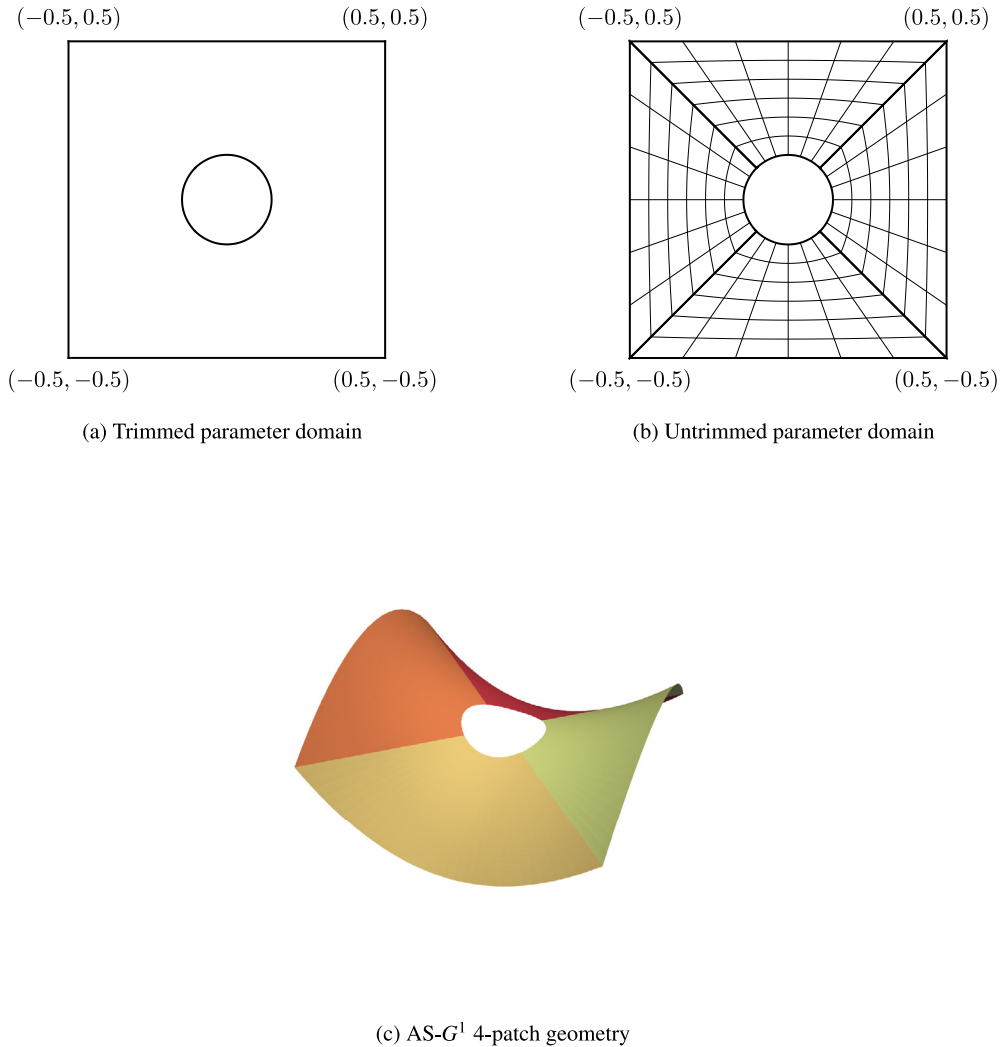 (−0.5, 0.5) (0.5, 0.5) (−0.5, 0.5) (0.5, 0.5)
(−0.5, −0.5) (0.5, −0.5) (−0.5, −0.5) (0.5, −0.5)
(a) Trimmed parameter domain (b) Untrimmed parameter domain
(c) AS-G¹ 4-patch geometry